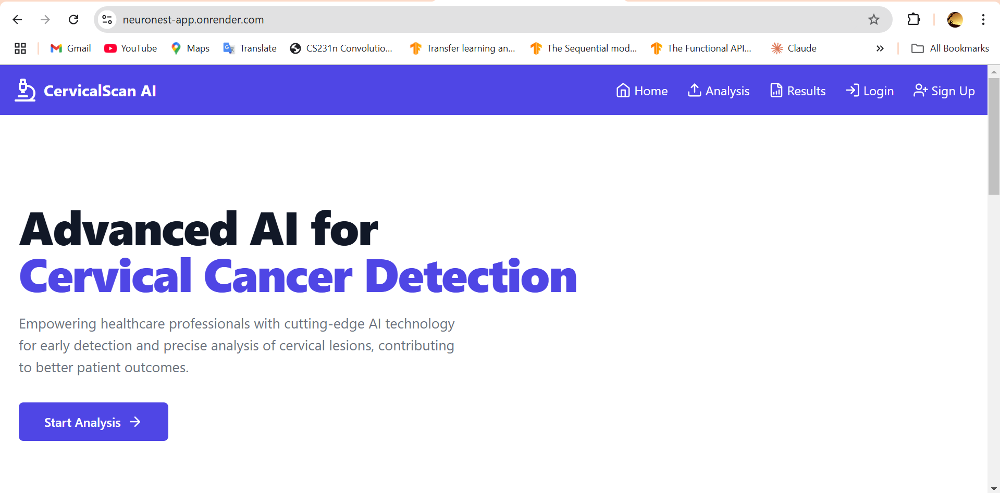 neuronest-app.onrender.com
Gmail YouTube Maps Translate CS231n Convolutio... Transfer learning an... The Sequential mod... The Functional API... Claude » All Bookmarks
CervicalScan AI Home Analysis Results Login Sign Up
Advanced AI for
Cervical Cancer Detection
Empowering healthcare professionals with cutting-edge AI technology
for early detection and precise analysis of cervical lesions, contributing
to better patient outcomes.
Start Analysis →